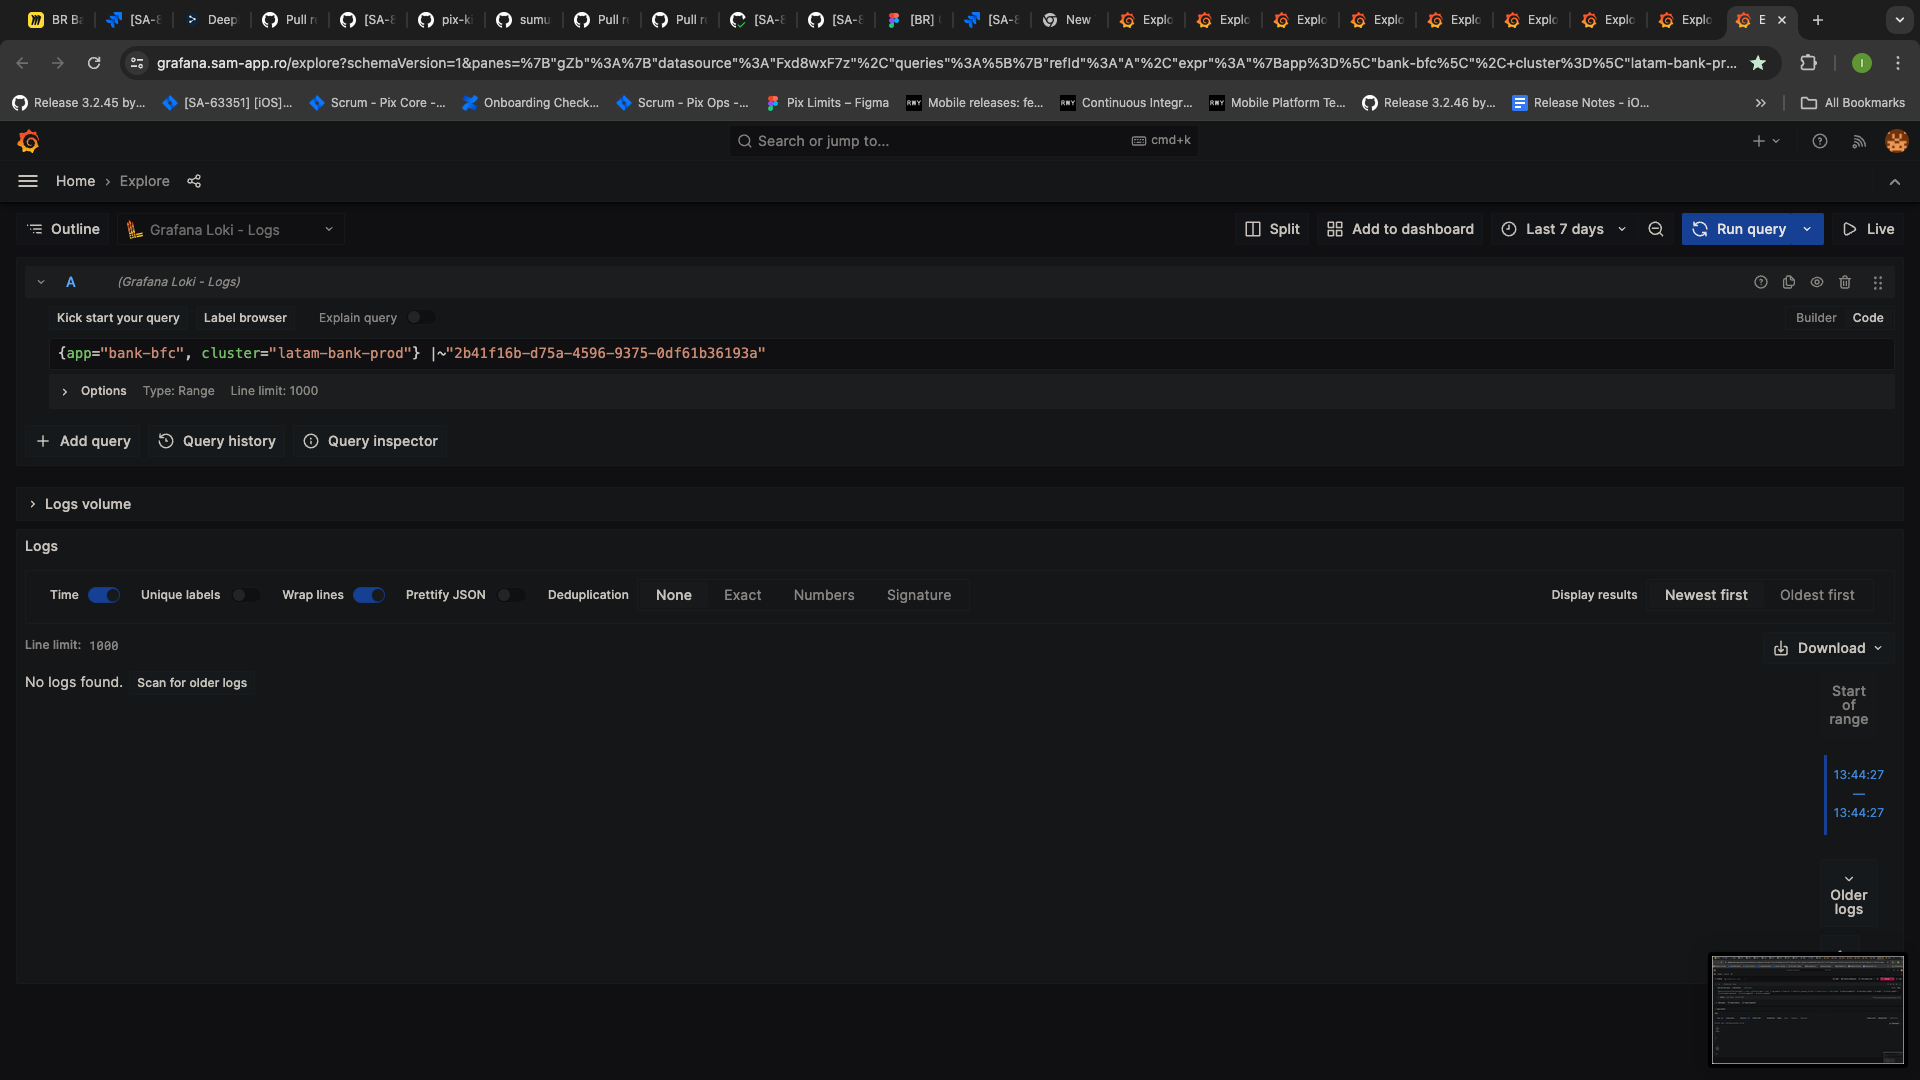 BR Ba [SA-8 Deep Pull re [SA-8 pix-ki sumu Pull re Pull re [SA-8 [SA-8 [BR] [SA-8 New Explo Explo Explo Explo Explo Explo Explo Explo E
grafana.sam-app.ro/explore?schemaVersion=1&panes=%7B"gZb"%3A%7B"datasource"%3A"Fxd8wxF7z"%2C"queries"%3A%5B%7B"refId"%3A"A"%2C"expr"%3A"%7Bapp%3D%5C"bank-bfc%5C"%2C+cluster%3D%5C"latam-bank-pr... I
Release 3.2.45 by... [SA-63351] [iOS]... Scrum - Pix Core -... Onboarding Check... Scrum - Pix Ops -... Pix Limits – Figma RWY Mobile releases: fe... RWY Continuous Integr... RWY Mobile Platform Te... Release 3.2.46 by... Release Notes - iO... » All Bookmarks
Search or jump to... cmd+k
Home › Explore
Outline Grafana Loki - Logs Split Add to dashboard Last 7 days Run query Live
A (Grafana Loki - Logs)
Kick start your query Label browser Explain query Builder Code
{app="bank-bfc", cluster="latam-bank-prod"} |~"2b41f16b-d75a-4596-9375-0df61b36193a"
Options Type: Range Line limit: 1000
+ Add query Query history Query inspector
Logs volume
Logs
Time Unique labels Wrap lines Prettify JSON Deduplication None Exact Numbers Signature Display results Newest first Oldest first
Line limit: 1000 Download
No logs found. Scan for older logs
Start
of
range
13:44:27
—
13:44:27
Older
logs